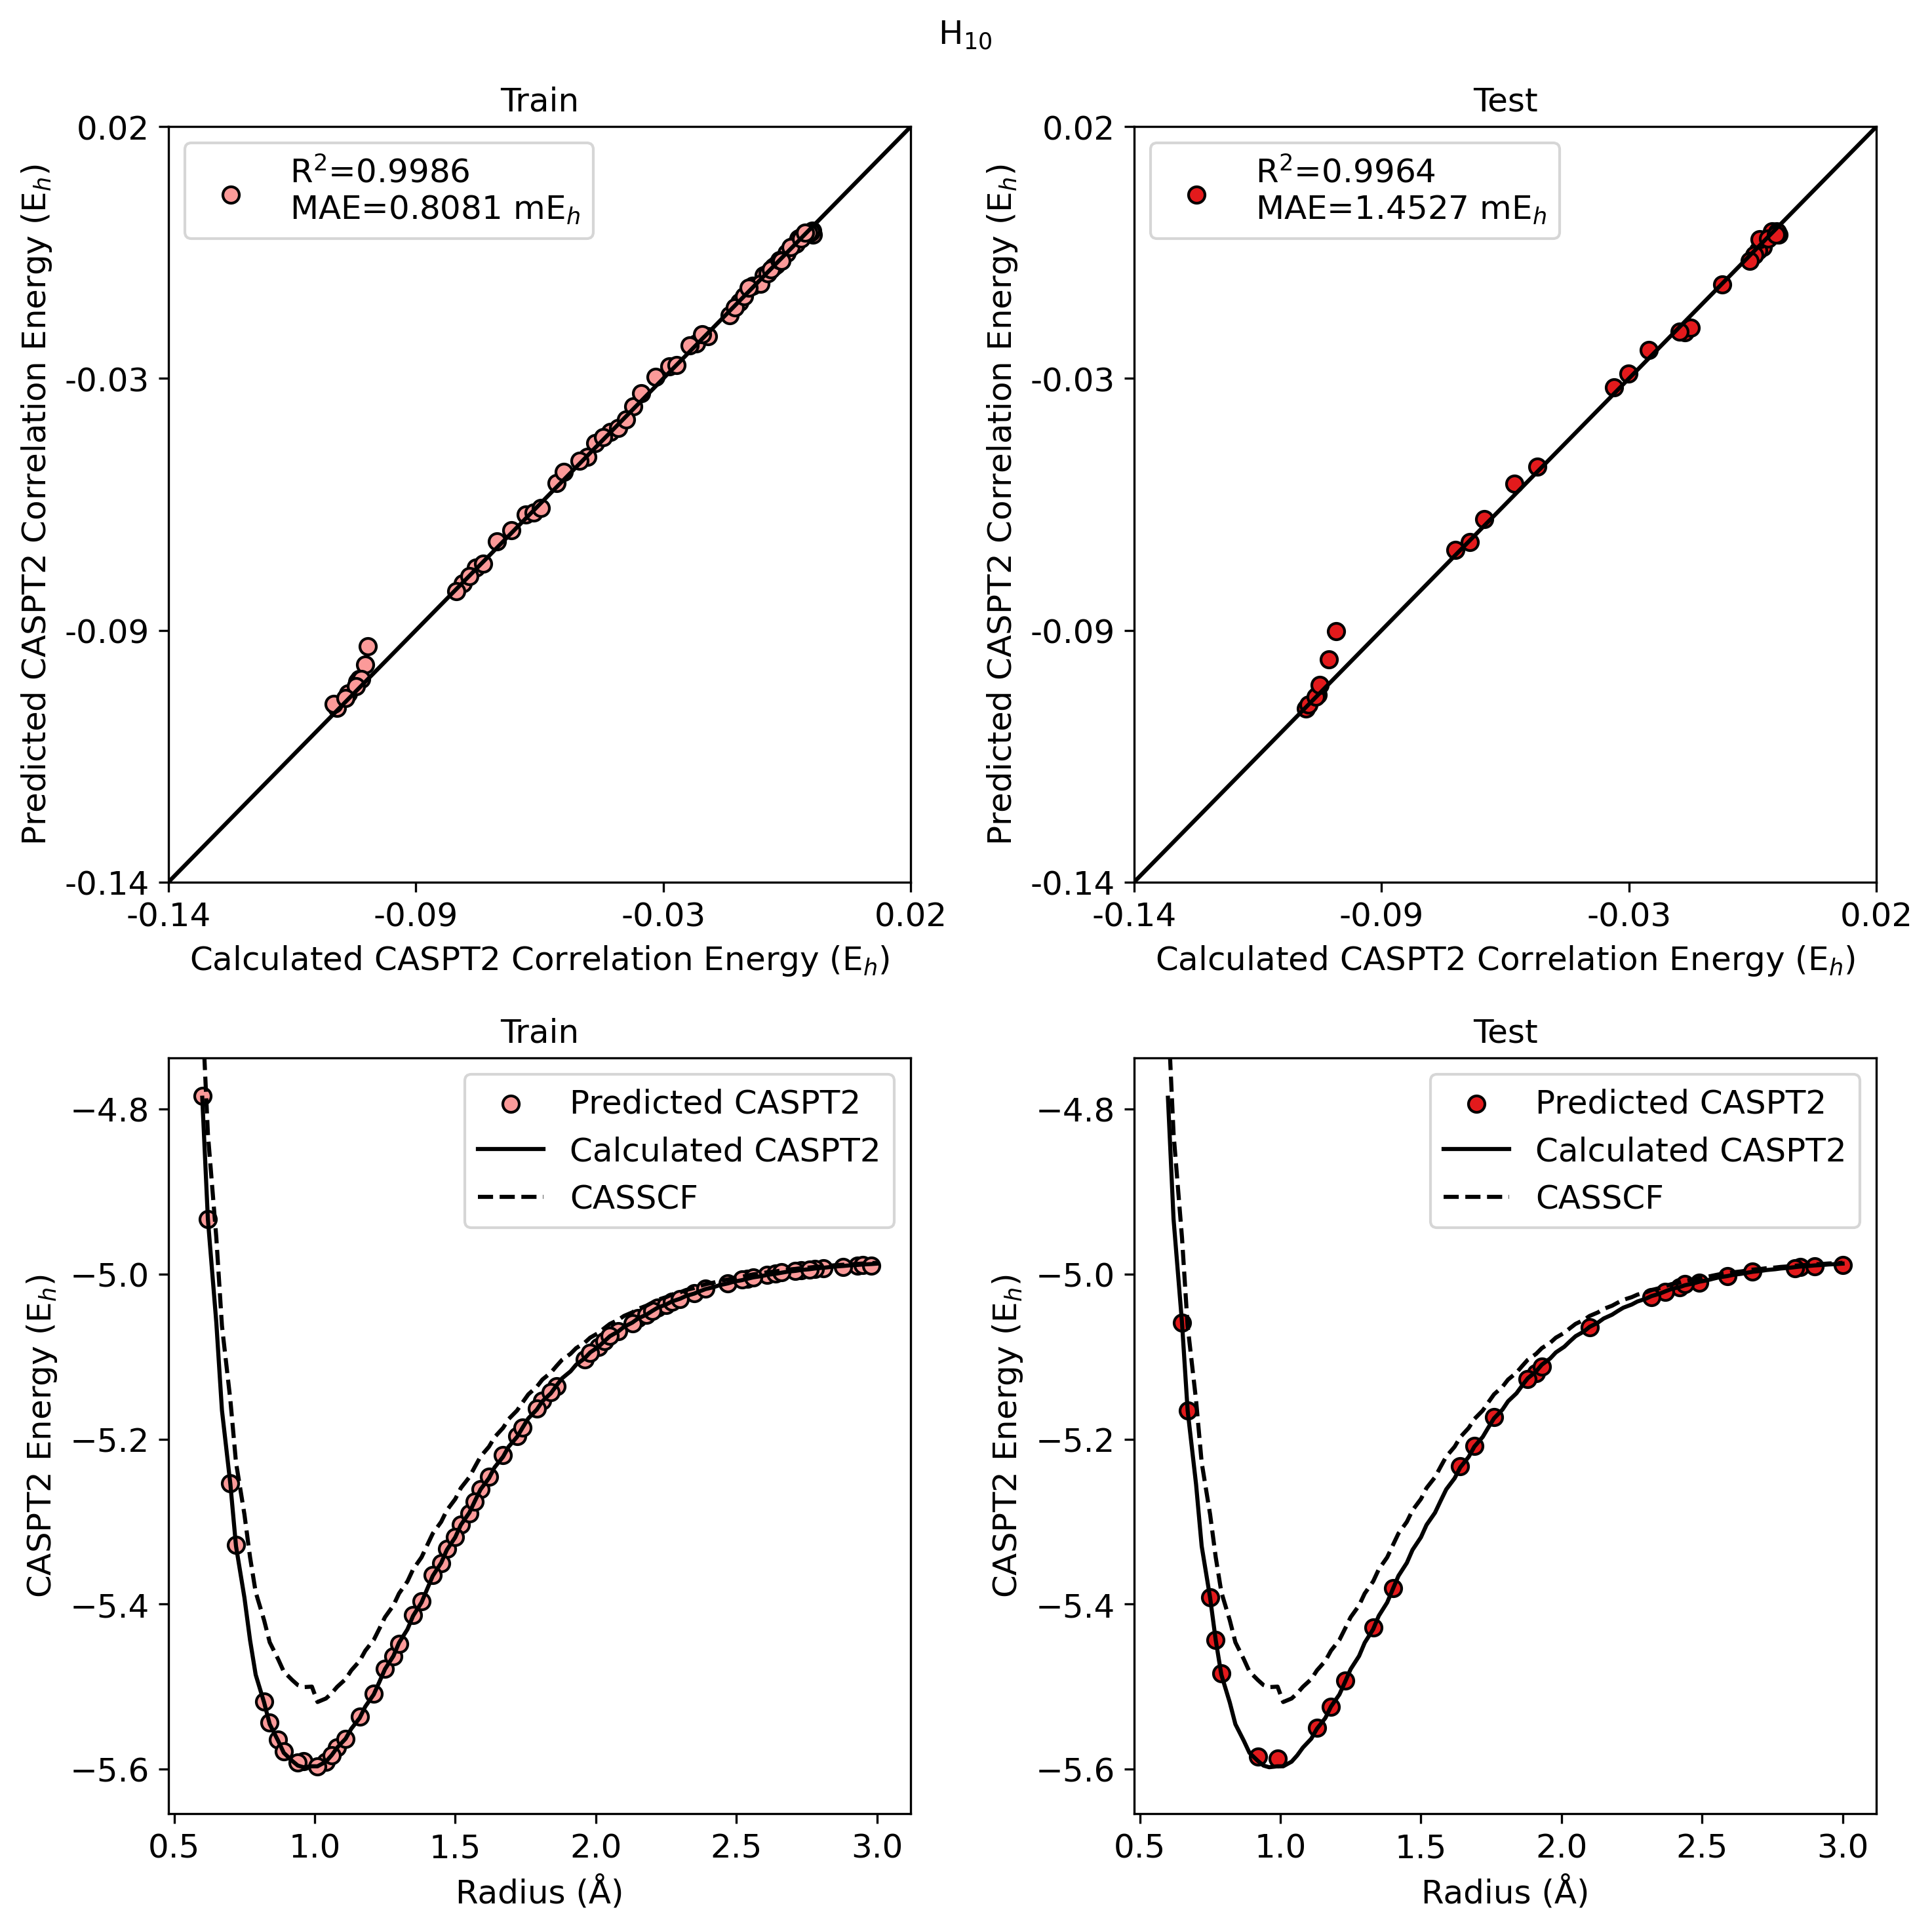 H₁₀
Train
R²=0.9986
MAE=0.8081 mEₕ
Predicted CASPT2 Correlation Energy (Eₕ)
0.02
-0.03
-0.09
-0.14
-0.14 -0.09 -0.03 0.02
Calculated CASPT2 Correlation Energy (Eₕ)
Test
R²=0.9964
MAE=1.4527 mEₕ
Predicted CASPT2 Correlation Energy (Eₕ)
0.02
-0.03
-0.09
-0.14
-0.14 -0.09 -0.03 0.02
Calculated CASPT2 Correlation Energy (Eₕ)
Train
Predicted CASPT2
Calculated CASPT2
CASSCF
CASPT2 Energy (Eₕ)
−4.8
−5.0
−5.2
−5.4
−5.6
0.5 1.0 1.5 2.0 2.5 3.0
Radius (Å)
Test
Predicted CASPT2
Calculated CASPT2
CASSCF
CASPT2 Energy (Eₕ)
−4.8
−5.0
−5.2
−5.4
−5.6
0.5 1.0 1.5 2.0 2.5 3.0
Radius (Å)